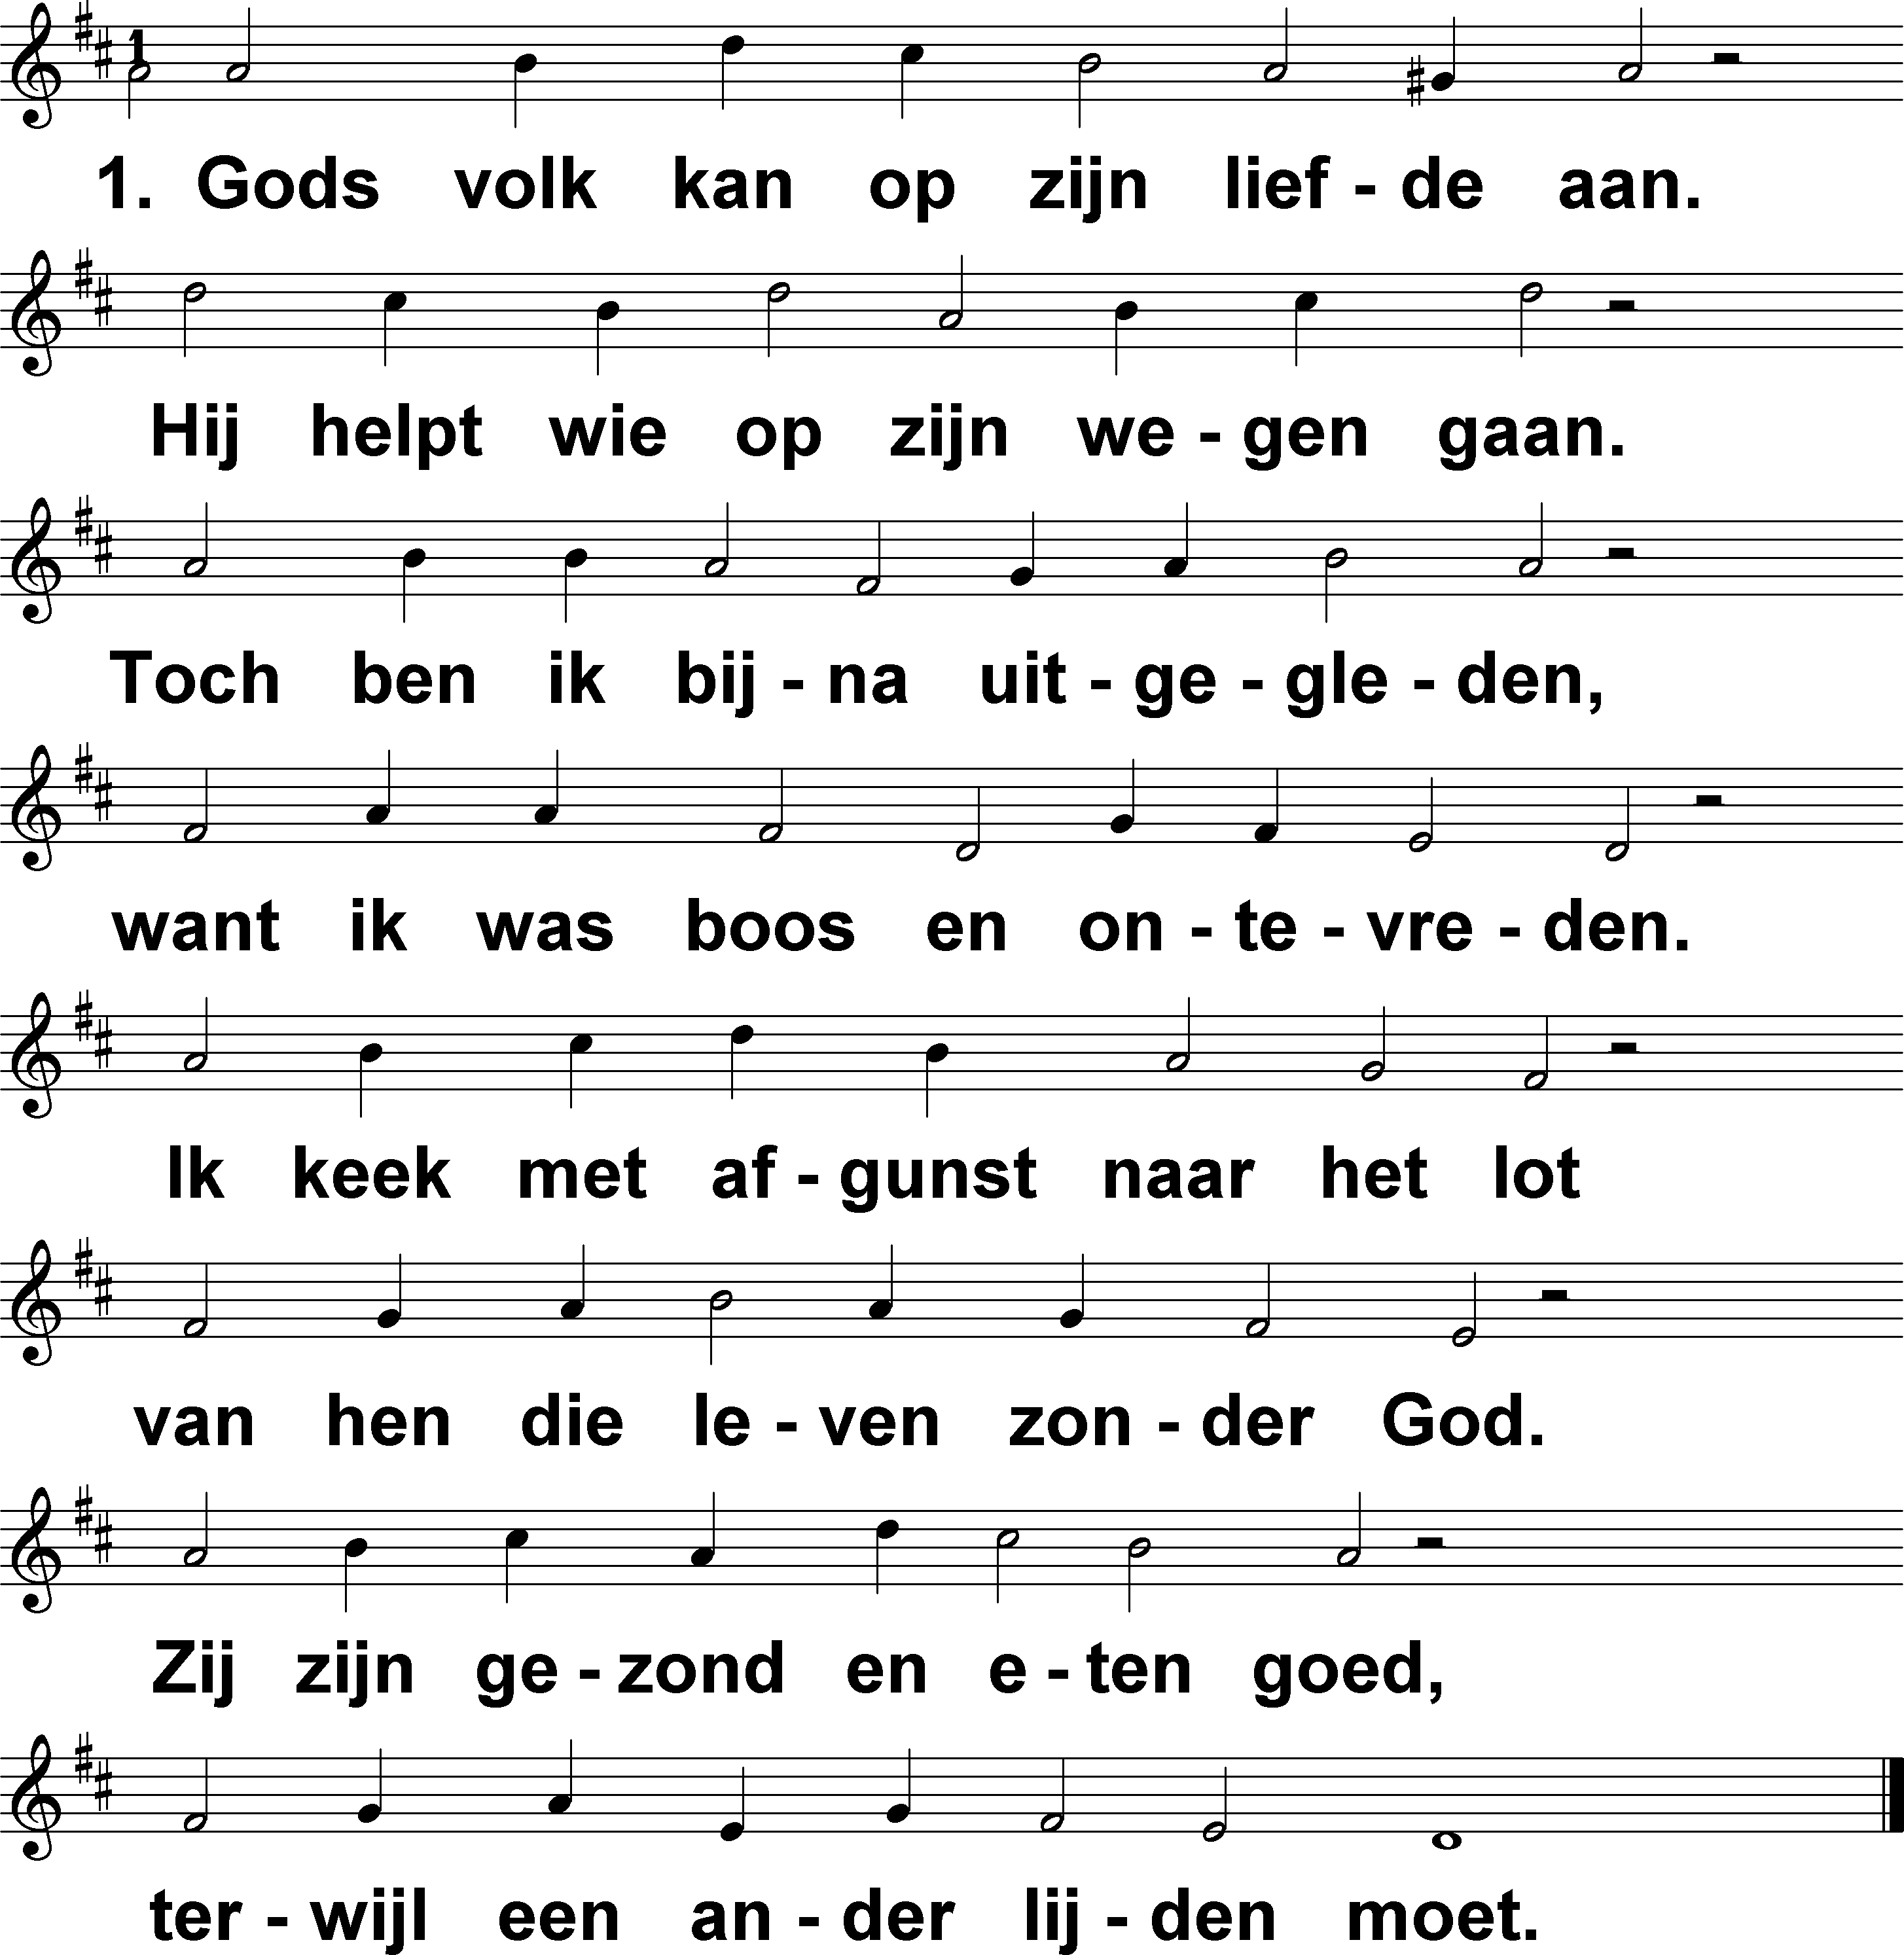 1. Gods volk kan op zijn lief - de aan.
Hij helpt wie op zijn we - gen gaan.
Toch ben ik bij - na uit - ge - gle - den,
want ik was boos en on - te - vre - den.
Ik keek met af - gunst naar het lot
van hen die le - ven zon - der God.
Zij zijn ge - zond en e - ten goed,
ter - wijl een an - der lij - den moet.